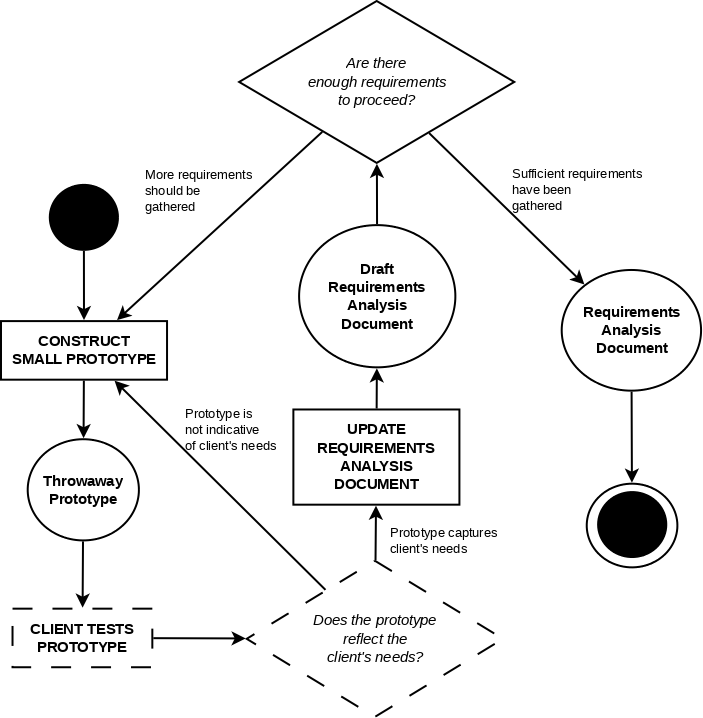 Are there
enough requirements
to proceed?
More requirements
should be
gathered
Sufficient requirements
have been
gathered
Draft
Requirements
Analysis
Document
Requirements
Analysis
Document
CONSTRUCT
SMALL PROTOTYPE
Prototype is
not indicative
of client's needs
UPDATE
REQUIREMENTS
ANALYSIS
DOCUMENT
Throwaway
Prototype
Prototype captures
client's needs
CLIENT TESTS
PROTOTYPE
Does the prototype
reflect the
client's needs?